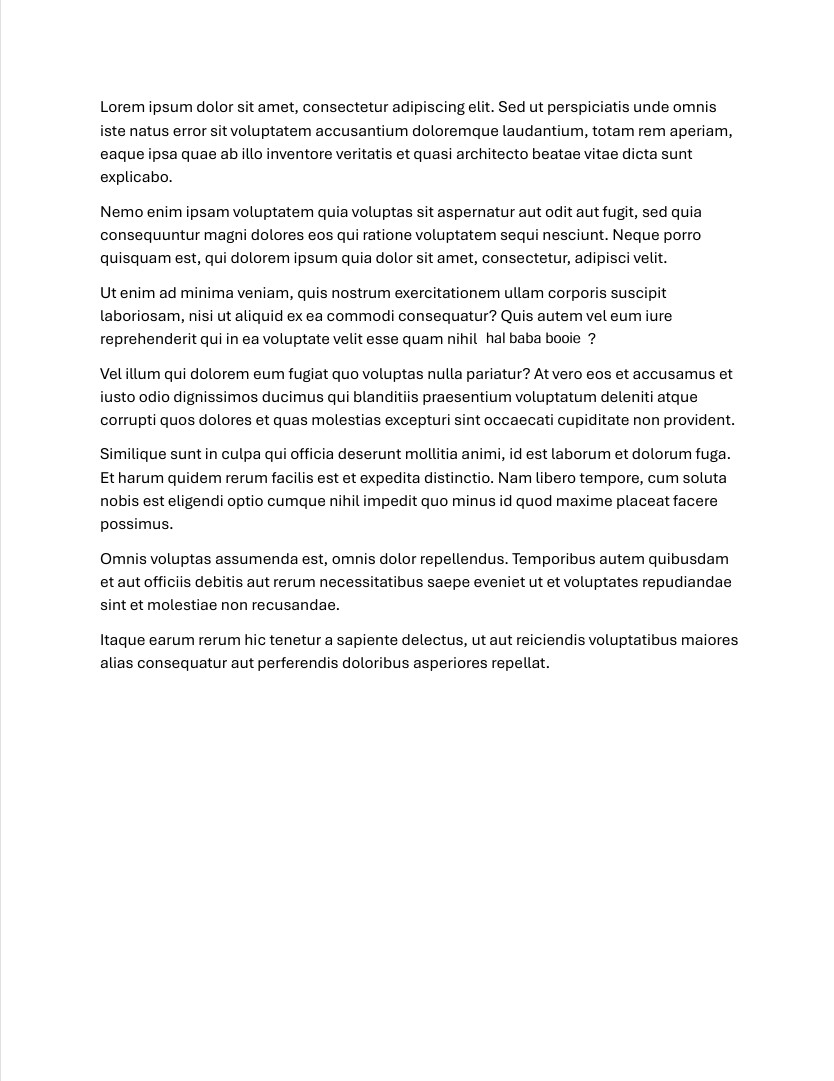 Lorem ipsum dolor sit amet, consectetur adipiscing elit. Sed ut perspiciatis unde omnis
iste natus error sit voluptatem accusantium doloremque laudantium, totam rem aperiam,
eaque ipsa quae ab illo inventore veritatis et quasi architecto beatae vitae dicta sunt
explicabo.
Nemo enim ipsam voluptatem quia voluptas sit aspernatur aut odit aut fugit, sed quia
consequuntur magni dolores eos qui ratione voluptatem sequi nesciunt. Neque porro
quisquam est, qui dolorem ipsum quia dolor sit amet, consectetur, adipisci velit.
Ut enim ad minima veniam, quis nostrum exercitationem ullam corporis suscipit
laboriosam, nisi ut aliquid ex ea commodi consequatur? Quis autem vel eum iure
reprehenderit qui in ea voluptate velit esse quam nihil hal baba booie ?
Vel illum qui dolorem eum fugiat quo voluptas nulla pariatur? At vero eos et accusamus et
iusto odio dignissimos ducimus qui blanditiis praesentium voluptatum deleniti atque
corrupti quos dolores et quas molestias excepturi sint occaecati cupiditate non provident.
Similique sunt in culpa qui officia deserunt mollitia animi, id est laborum et dolorum fuga.
Et harum quidem rerum facilis est et expedita distinctio. Nam libero tempore, cum soluta
nobis est eligendi optio cumque nihil impedit quo minus id quod maxime placeat facere
possimus.
Omnis voluptas assumenda est, omnis dolor repellendus. Temporibus autem quibusdam
et aut officiis debitis aut rerum necessitatibus saepe eveniet ut et voluptates repudiandae
sint et molestiae non recusandae.
Itaque earum rerum hic tenetur a sapiente delectus, ut aut reiciendis voluptatibus maiores
alias consequatur aut perferendis doloribus asperiores repellat.